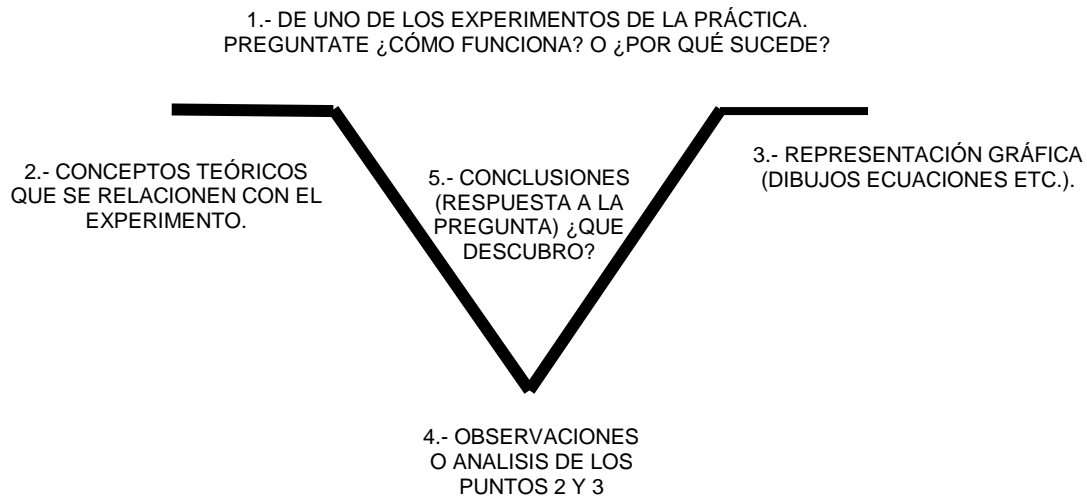 1.- DE UNO DE LOS EXPERIMENTOS DE LA PRÁCTICA.
PREGUNTATE ¿CÓMO FUNCIONA? O ¿POR QUÉ SUCEDE?
2.- CONCEPTOS TEÓRICOS
QUE SE RELACIONEN CON EL
EXPERIMENTO.
5.- CONCLUSIONES
(RESPUESTA A LA
PREGUNTA) ¿QUE
DESCUBRO?
3.- REPRESENTACIÓN GRÁFICA
(DIBUJOS ECUACIONES ETC.).
4.- OBSERVACIONES
O ANALISIS DE LOS
PUNTOS 2 Y 3